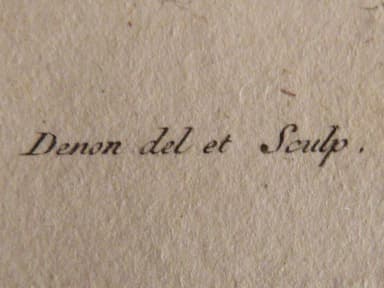 Denon del et Sculp.